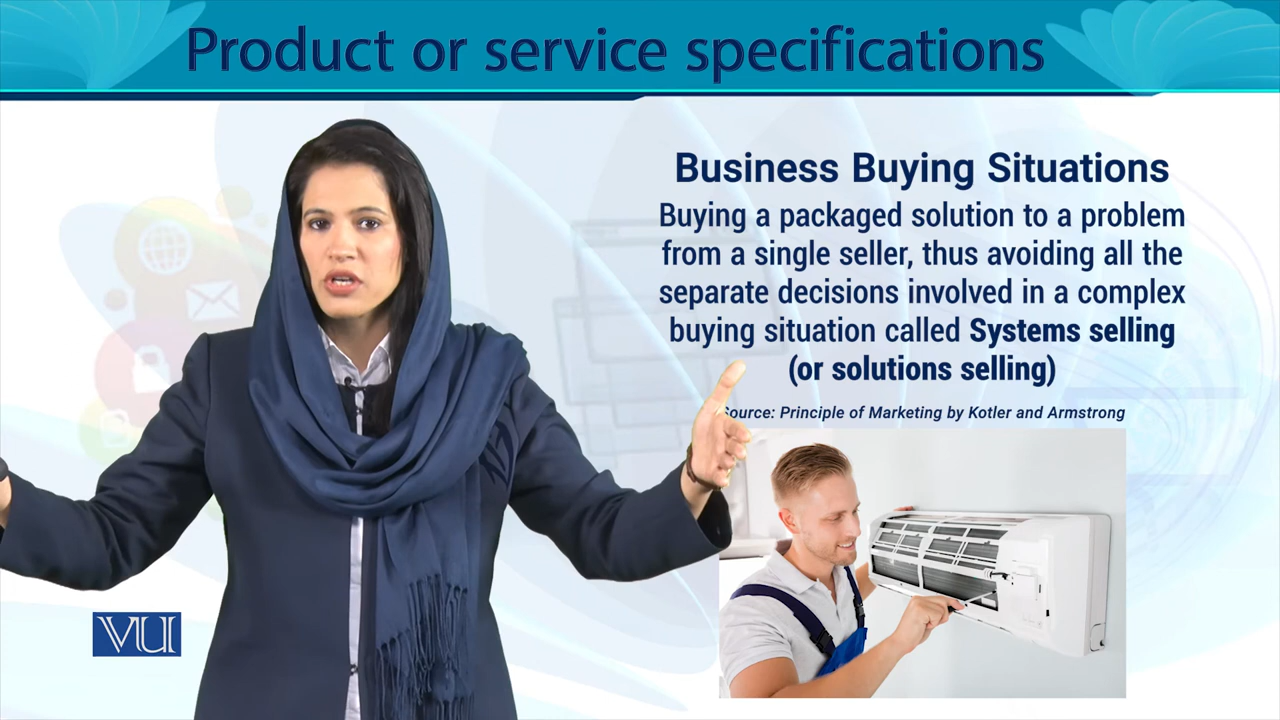 Product or service specifications
Business Buying Situations
Buying a packaged solution to a problem
from a single seller, thus avoiding all the
separate decisions involved in a complex
buying situation called Systems selling
(or solutions selling)
Source: Principle of Marketing by Kotler and Armstrong
VU